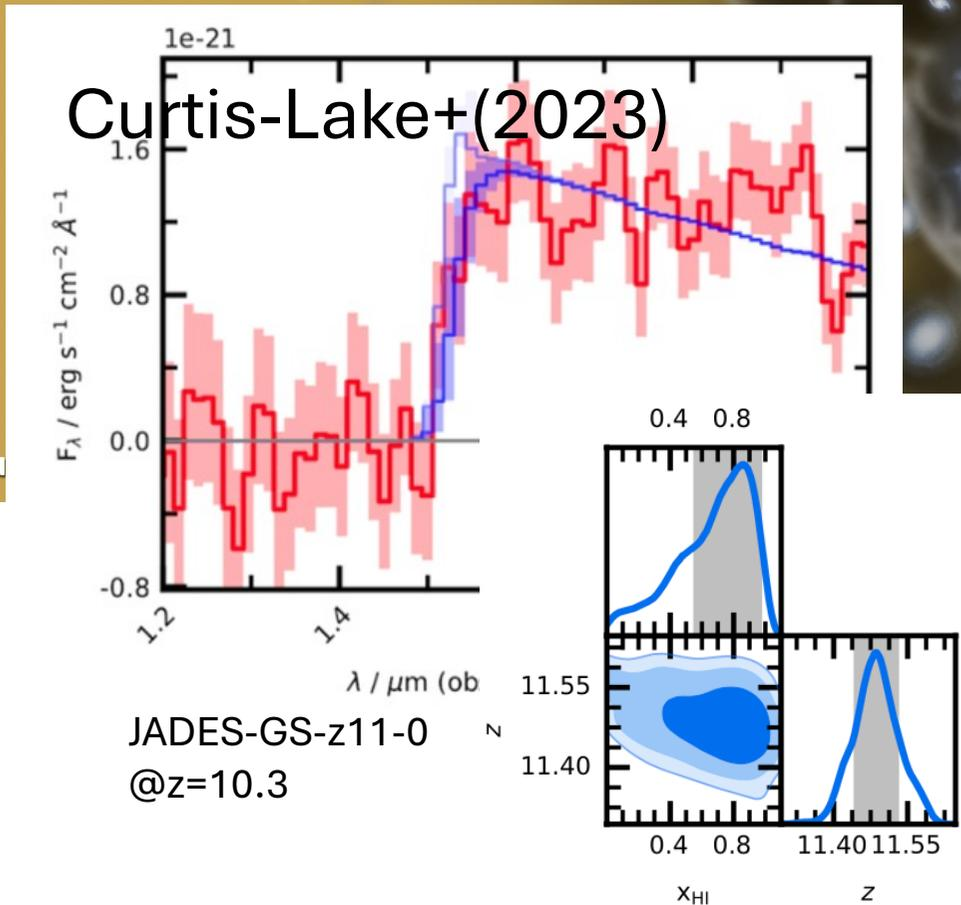 1e-21
Curtis-Lake+(2023)
1.6
0.8
0.0
-0.8
F_λ / erg s⁻¹ cm⁻² Å⁻¹
1.2
1.4
λ / μm (ob
JADES-GS-z11-0
@z=10.3
0.4 0.8
11.55
11.40
z
0.4 0.8
11.40 11.55
x_HI
z